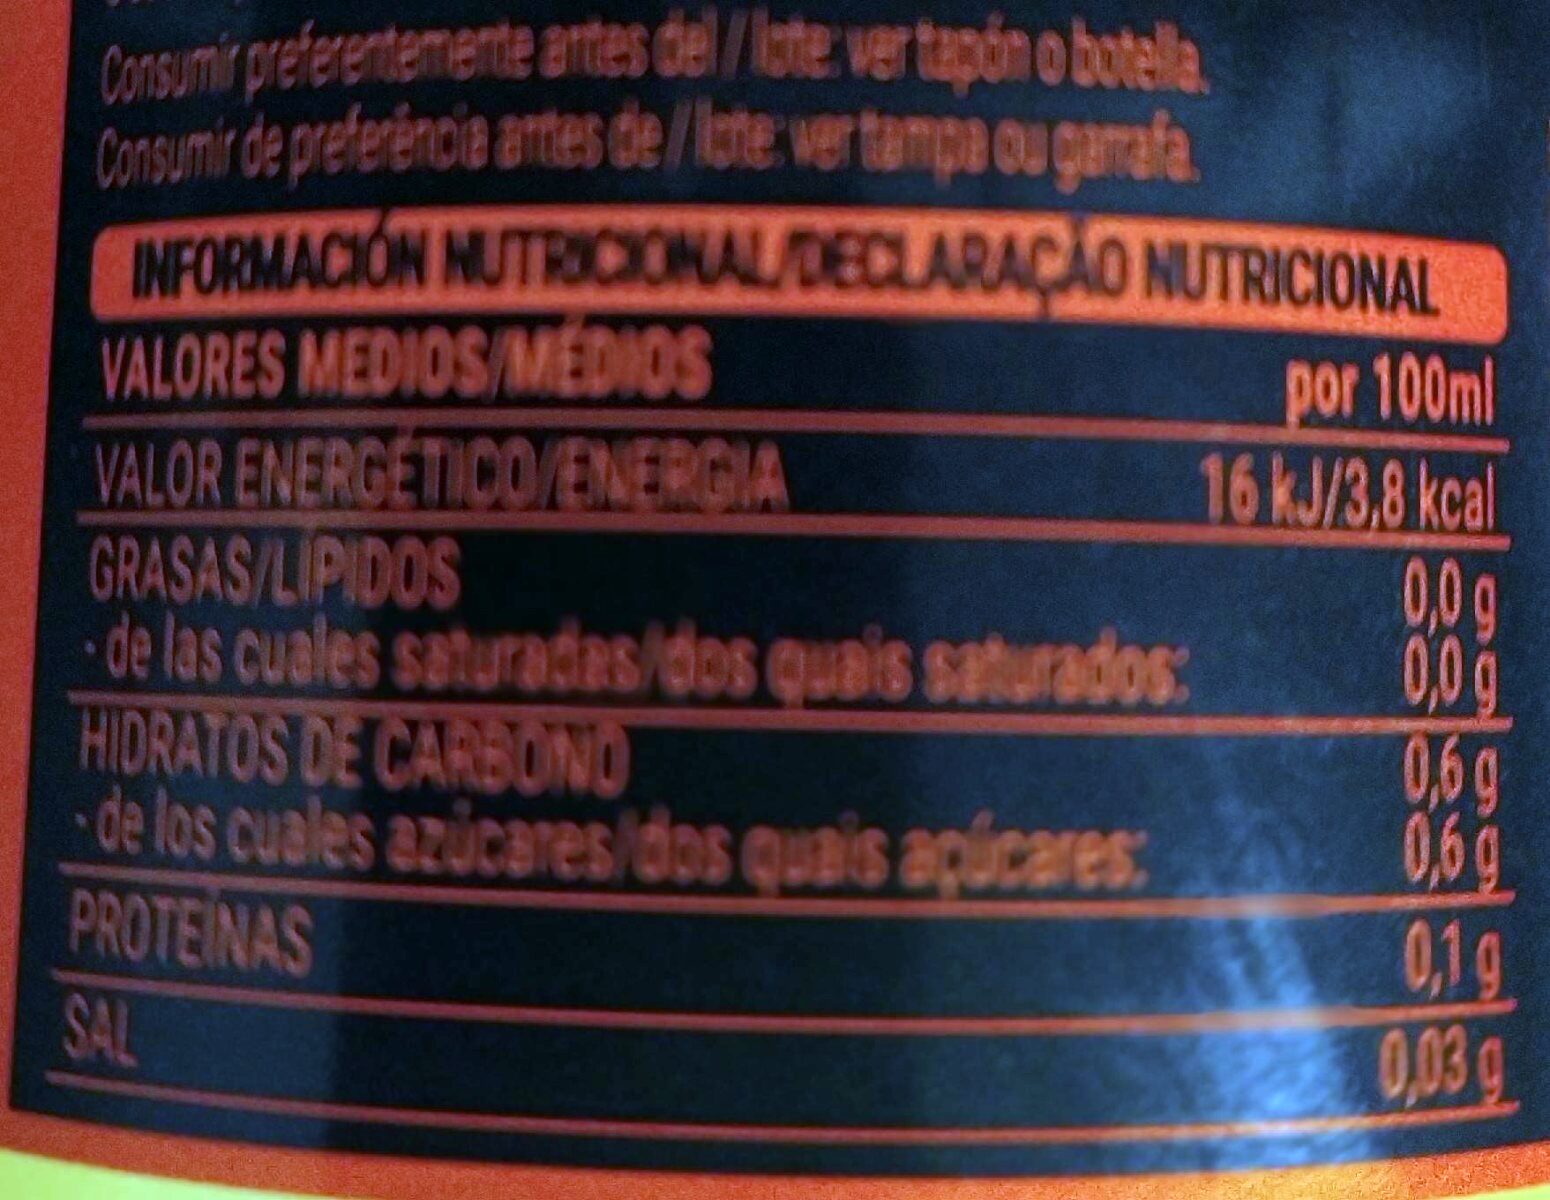 Consumir preferentemente antes del / lote: ver tapón o botella.
Consumir de preferência antes de / lote: ver tampa ou garrafa.
INFORMACIÓN NUTRICIONAL/DECLARAÇÃO NUTRICIONAL
VALORES MEDIOS/MÉDIOS por 100ml
VALOR ENERGÉTICO/ENERGIA 16 kJ/3,8 kcal
GRASAS/LÍPIDOS 0,0 g
- de las cuales saturadas/dos quais saturados: 0,0 g
HIDRATOS DE CARBONO 0,6 g
- de los cuales azúcares/dos quais açúcares: 0,6 g
PROTEÍNAS 0,1 g
SAL 0,03 g